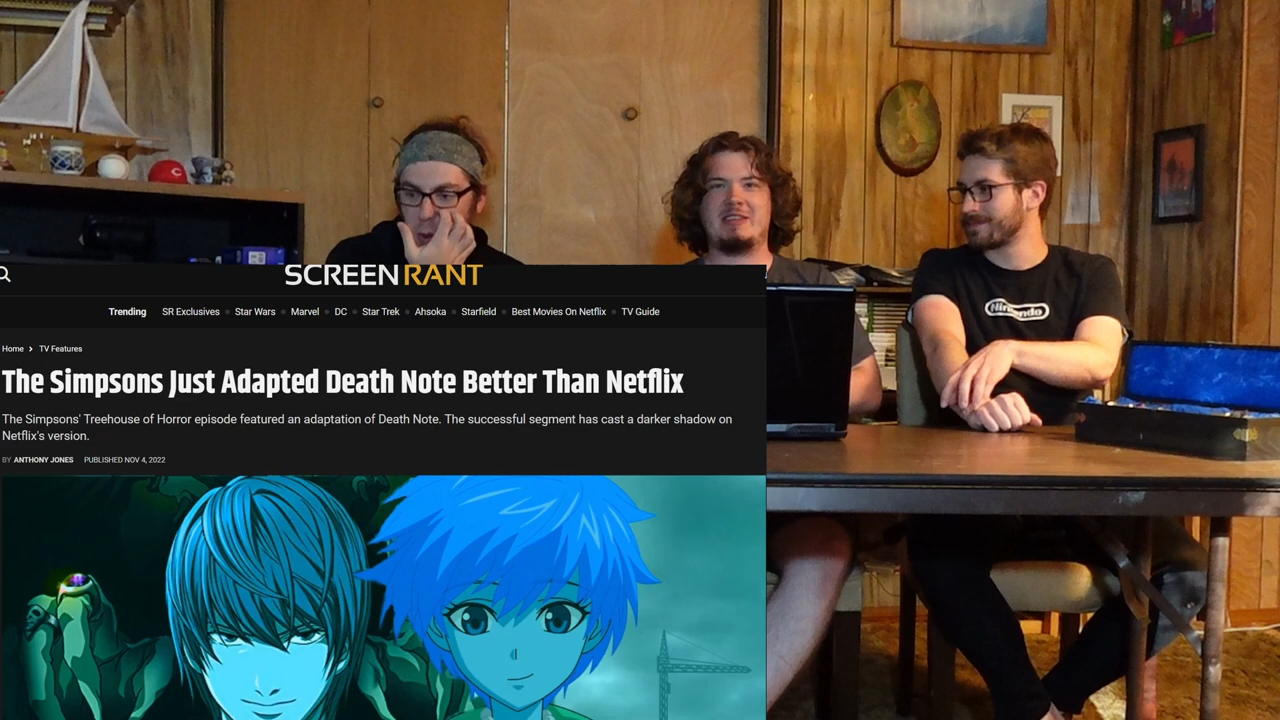 SCREENRANT
Trending SR Exclusives Star Wars Marvel DC Star Trek Ahsoka Starfield Best Movies On Netflix TV Guide
Home > TV Features
The Simpsons Just Adapted Death Note Better Than Netflix
The Simpsons' Treehouse of Horror episode featured an adaptation of Death Note. The successful segment has cast a darker shadow on
Netflix's version.
BY ANTHONY JONES PUBLISHED NOV 4, 2022
Nintendo